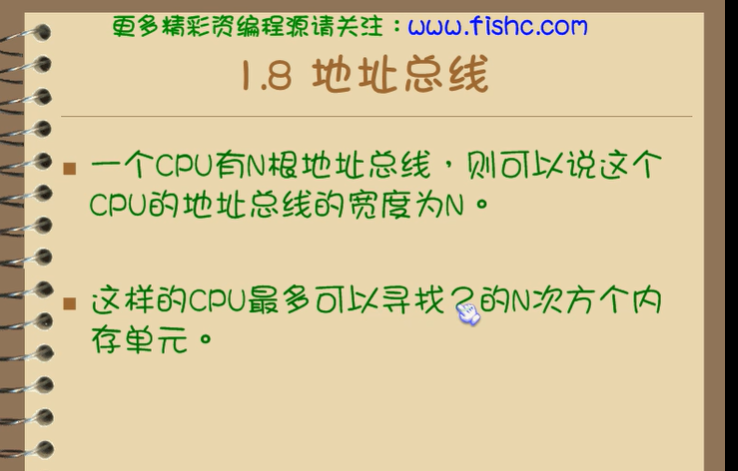 更多精彩资编程源请关注：www.fishc.com
1.8 地址总线
一个CPU有N根地址总线，则可以说这个
CPU的地址总线的宽度为N。
这样的CPU最多可以寻找2的N次方个内
存单元。